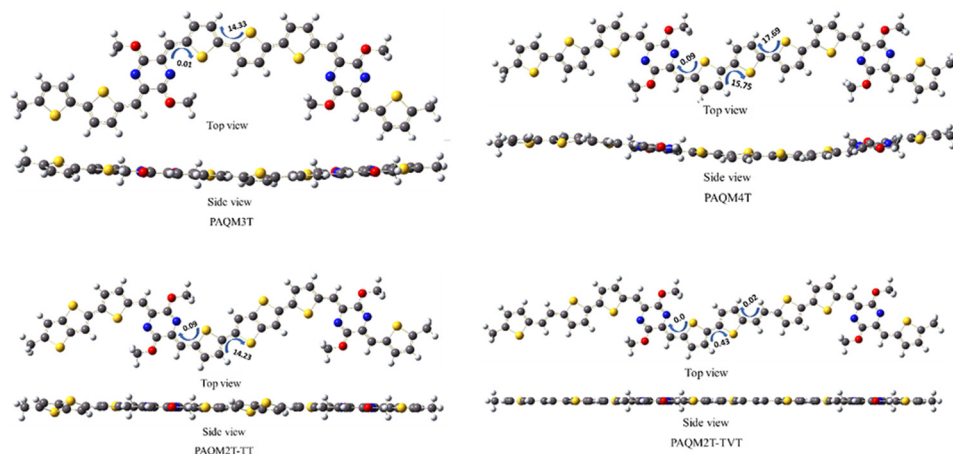 14.33
0.01
Top view
Side view
PAQM3T
17.69
0.09
15.75
Top view
Side view
PAQM4T
0.09
14.23
Top view
Side view
PAQM2T-TT
0.02
0.0
0.43
Top view
Side view
PAQM2T-TVT